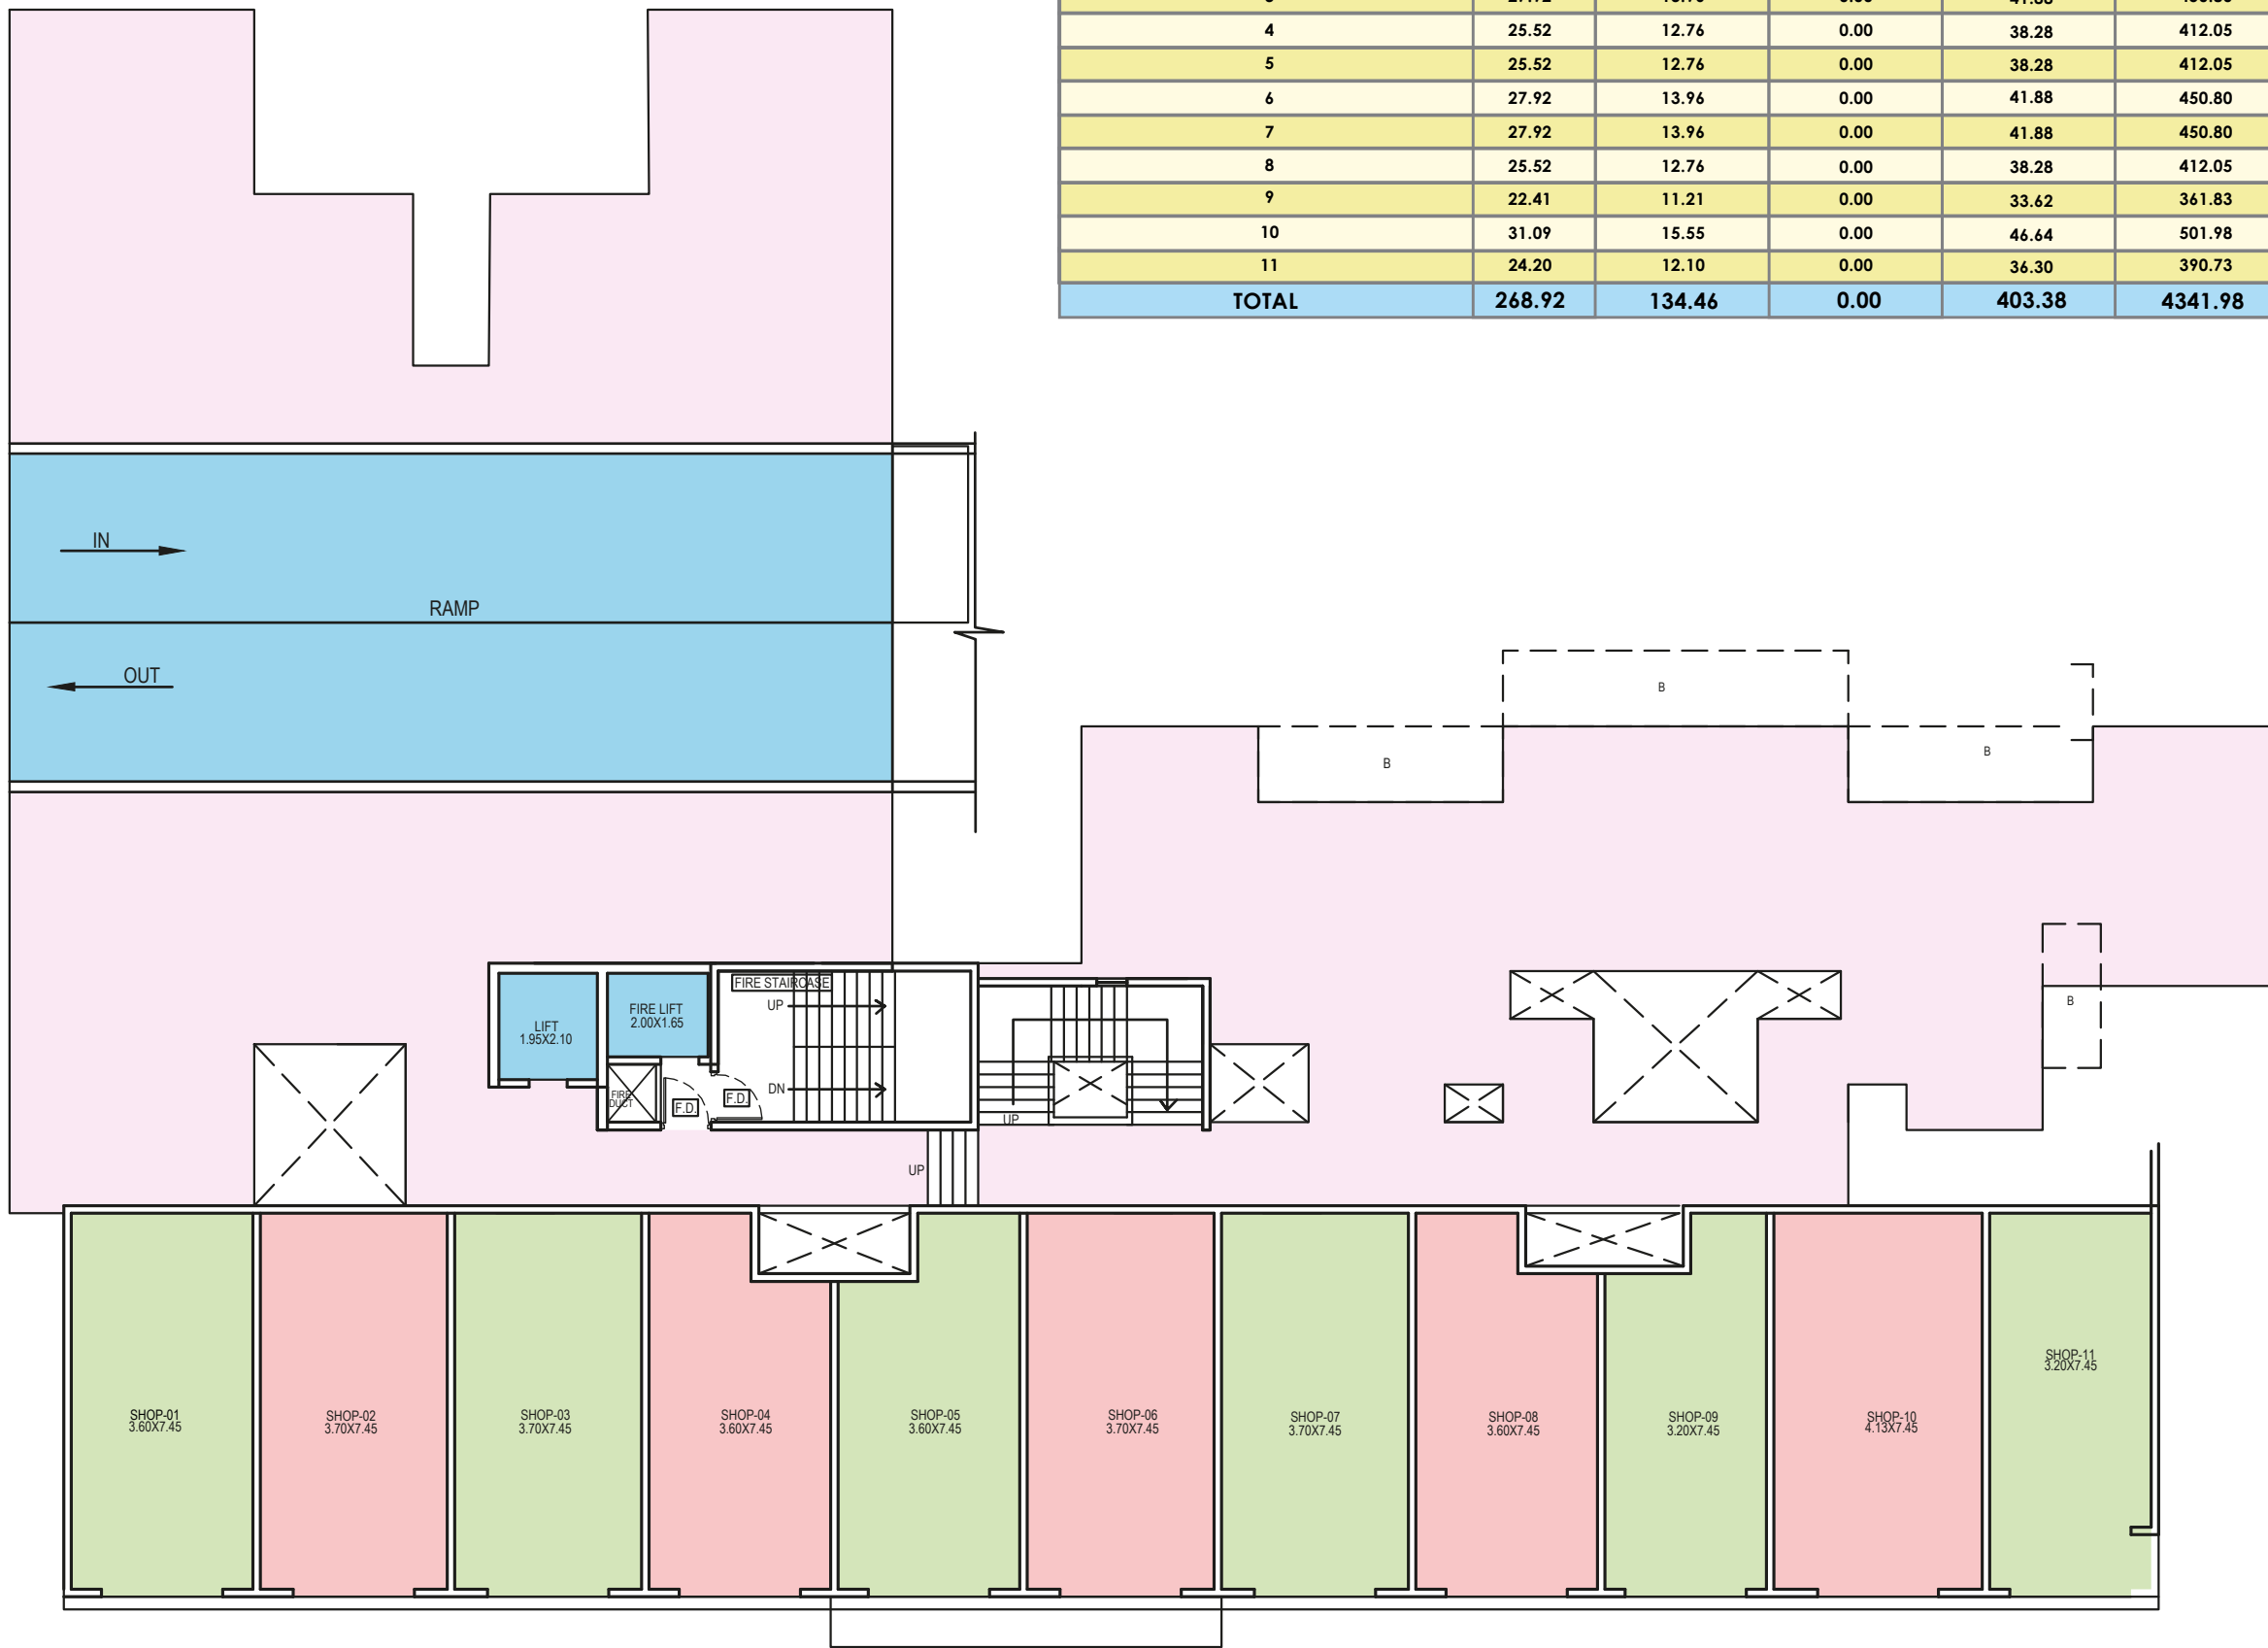 4 25.52 12.76 0.00 38.28 412.05
5 25.52 12.76 0.00 38.28 412.05
6 27.92 13.96 0.00 41.88 450.80
7 27.92 13.96 0.00 41.88 450.80
8 25.52 12.76 0.00 38.28 412.05
9 22.41 11.21 0.00 33.62 361.83
10 31.09 15.55 0.00 46.64 501.98
11 24.20 12.10 0.00 36.30 390.73
TOTAL 268.92 134.46 0.00 403.38 4341.98
IN
RAMP
OUT
B
B
B
B
FIRE STAIRCASE
UP
LIFT
1.95X2.10
FIRE LIFT
2.00X1.65
DN
FIRE
DUCT
F.D.
F.D.
UP
UP
SHOP-01
3.60X7.45
SHOP-02
3.70X7.45
SHOP-03
3.70X7.45
SHOP-04
3.60X7.45
SHOP-05
3.60X7.45
SHOP-06
3.70X7.45
SHOP-07
3.70X7.45
SHOP-08
3.60X7.45
SHOP-09
3.20X7.45
SHOP-10
4.13X7.45
SHOP-11
3.20X7.45